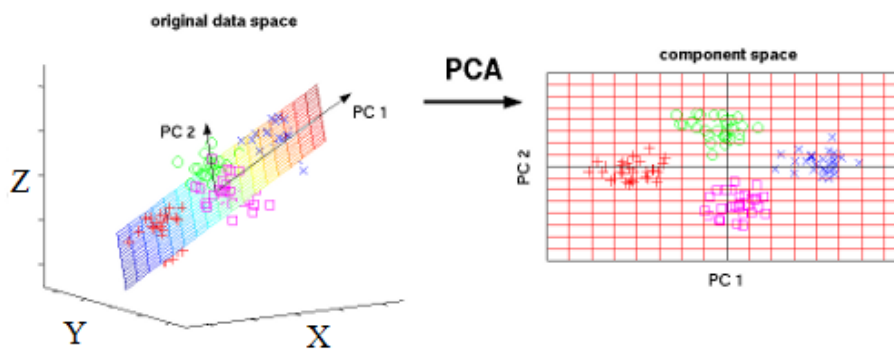 original data space
component space
PCA
PC 1
PC 2
Z
PC 2
Y
X
PC 1